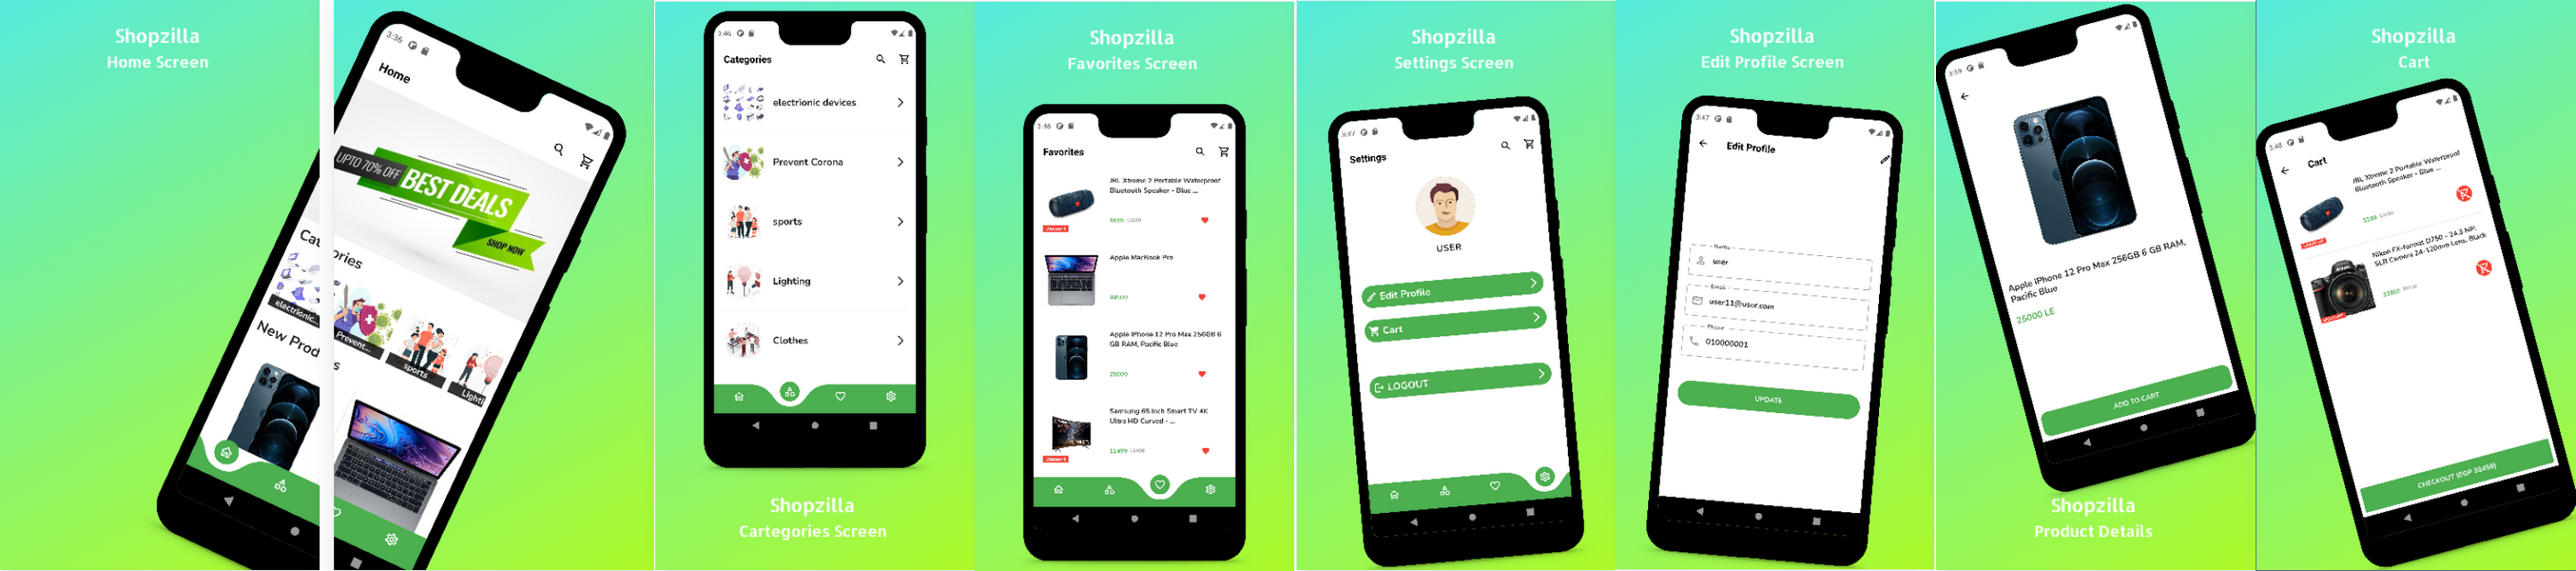 Shopzilla
Home Screen
3:36
Home
UPTO 70% OFF
BEST DEALS
SHOP NOW
Categories
electrionic...
Prevent...
sports
Lighti
New Prod
s
3:46
Categories
electrionic devices
Prevent Corona
sports
Lighting
Clothes
Shopzilla
Cartegories Screen
Shopzilla
Favorites Screen
3:46
Favorites
JBL Xtreme 2 Portable Waterproof
Bluetooth Speaker - Blue ...
Apple MacBook Pro
44500
Apple iPhone 12 Pro Max 256GB 6
GB RAM, Pacific Blue
25000
Samsung 65 Inch Smart TV 4K
Ultra HD Curved - ...
11499
Shopzilla
Settings Screen
3:47
Settings
USER
Edit Profile
Cart
LOGOUT
Shopzilla
Edit Profile Screen
3:47
Edit Profile
Name
user
Email
user11@user.com
Phone
010000001
UPDATE
3:59
Apple iPhone 12 Pro Max 256GB 6 GB RAM,
Pacific Blue
25000 LE
ADD TO CART
Shopzilla
Product Details
Shopzilla
Cart
3:48
Cart
JBL Xtreme 2 Portable Waterproof
Bluetooth Speaker - Blue ...
5599
Nikon FX-format D750 - 24.3 MP,
SLR Camera 24-120mm Lens, Black
CHECKOUT (EGP 38459)